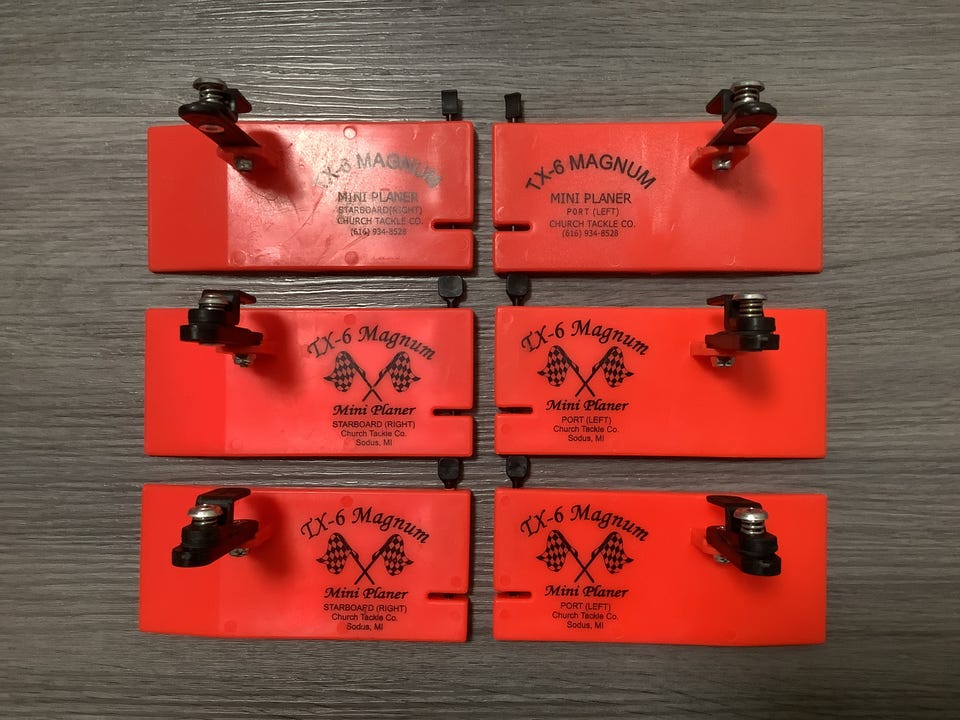 TX-6 MAGNUM
MINI PLANER
STARBOARD(RIGHT)
CHURCH TACKLE CO.
(616) 934-8528
TX-6 MAGNUM
MINI PLANER
PORT (LEFT)
CHURCH TACKLE CO.
(616) 934-8528
TX-6 Magnum
Mini Planer
STARBOARD (RIGHT)
Church Tackle Co.
Sodus, MI
TX-6 Magnum
Mini Planer
PORT (LEFT)
Church Tackle Co.
Sodus, MI
TX-6 Magnum
Mini Planer
STARBOARD (RIGHT)
Church Tackle Co.
Sodus, MI
TX-6 Magnum
Mini Planer
PORT (LEFT)
Church Tackle Co.
Sodus, MI